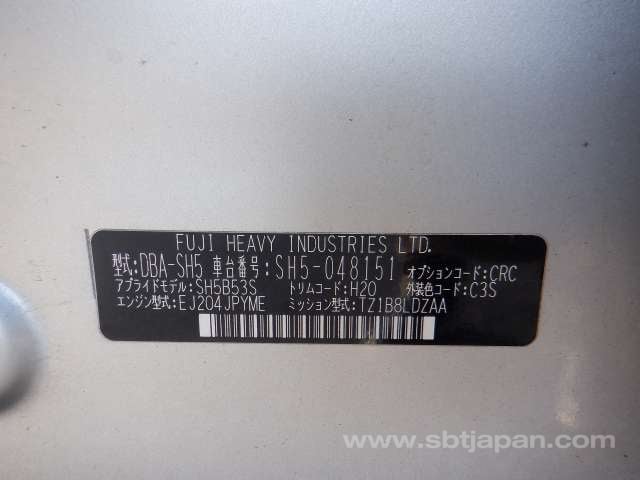 FUJI HEAVY INDUSTRIES LTD.
型式:DBA-SH5 車台番号:SH5-048151 オプションコード:CRC
アプライドモデル:SH5B53S トリムコード:H20 外装色コード:C3S
エンジン型式:EJ204JPYME ミッション型式:TZ1B8LDZAA
www.sbtjapan.com